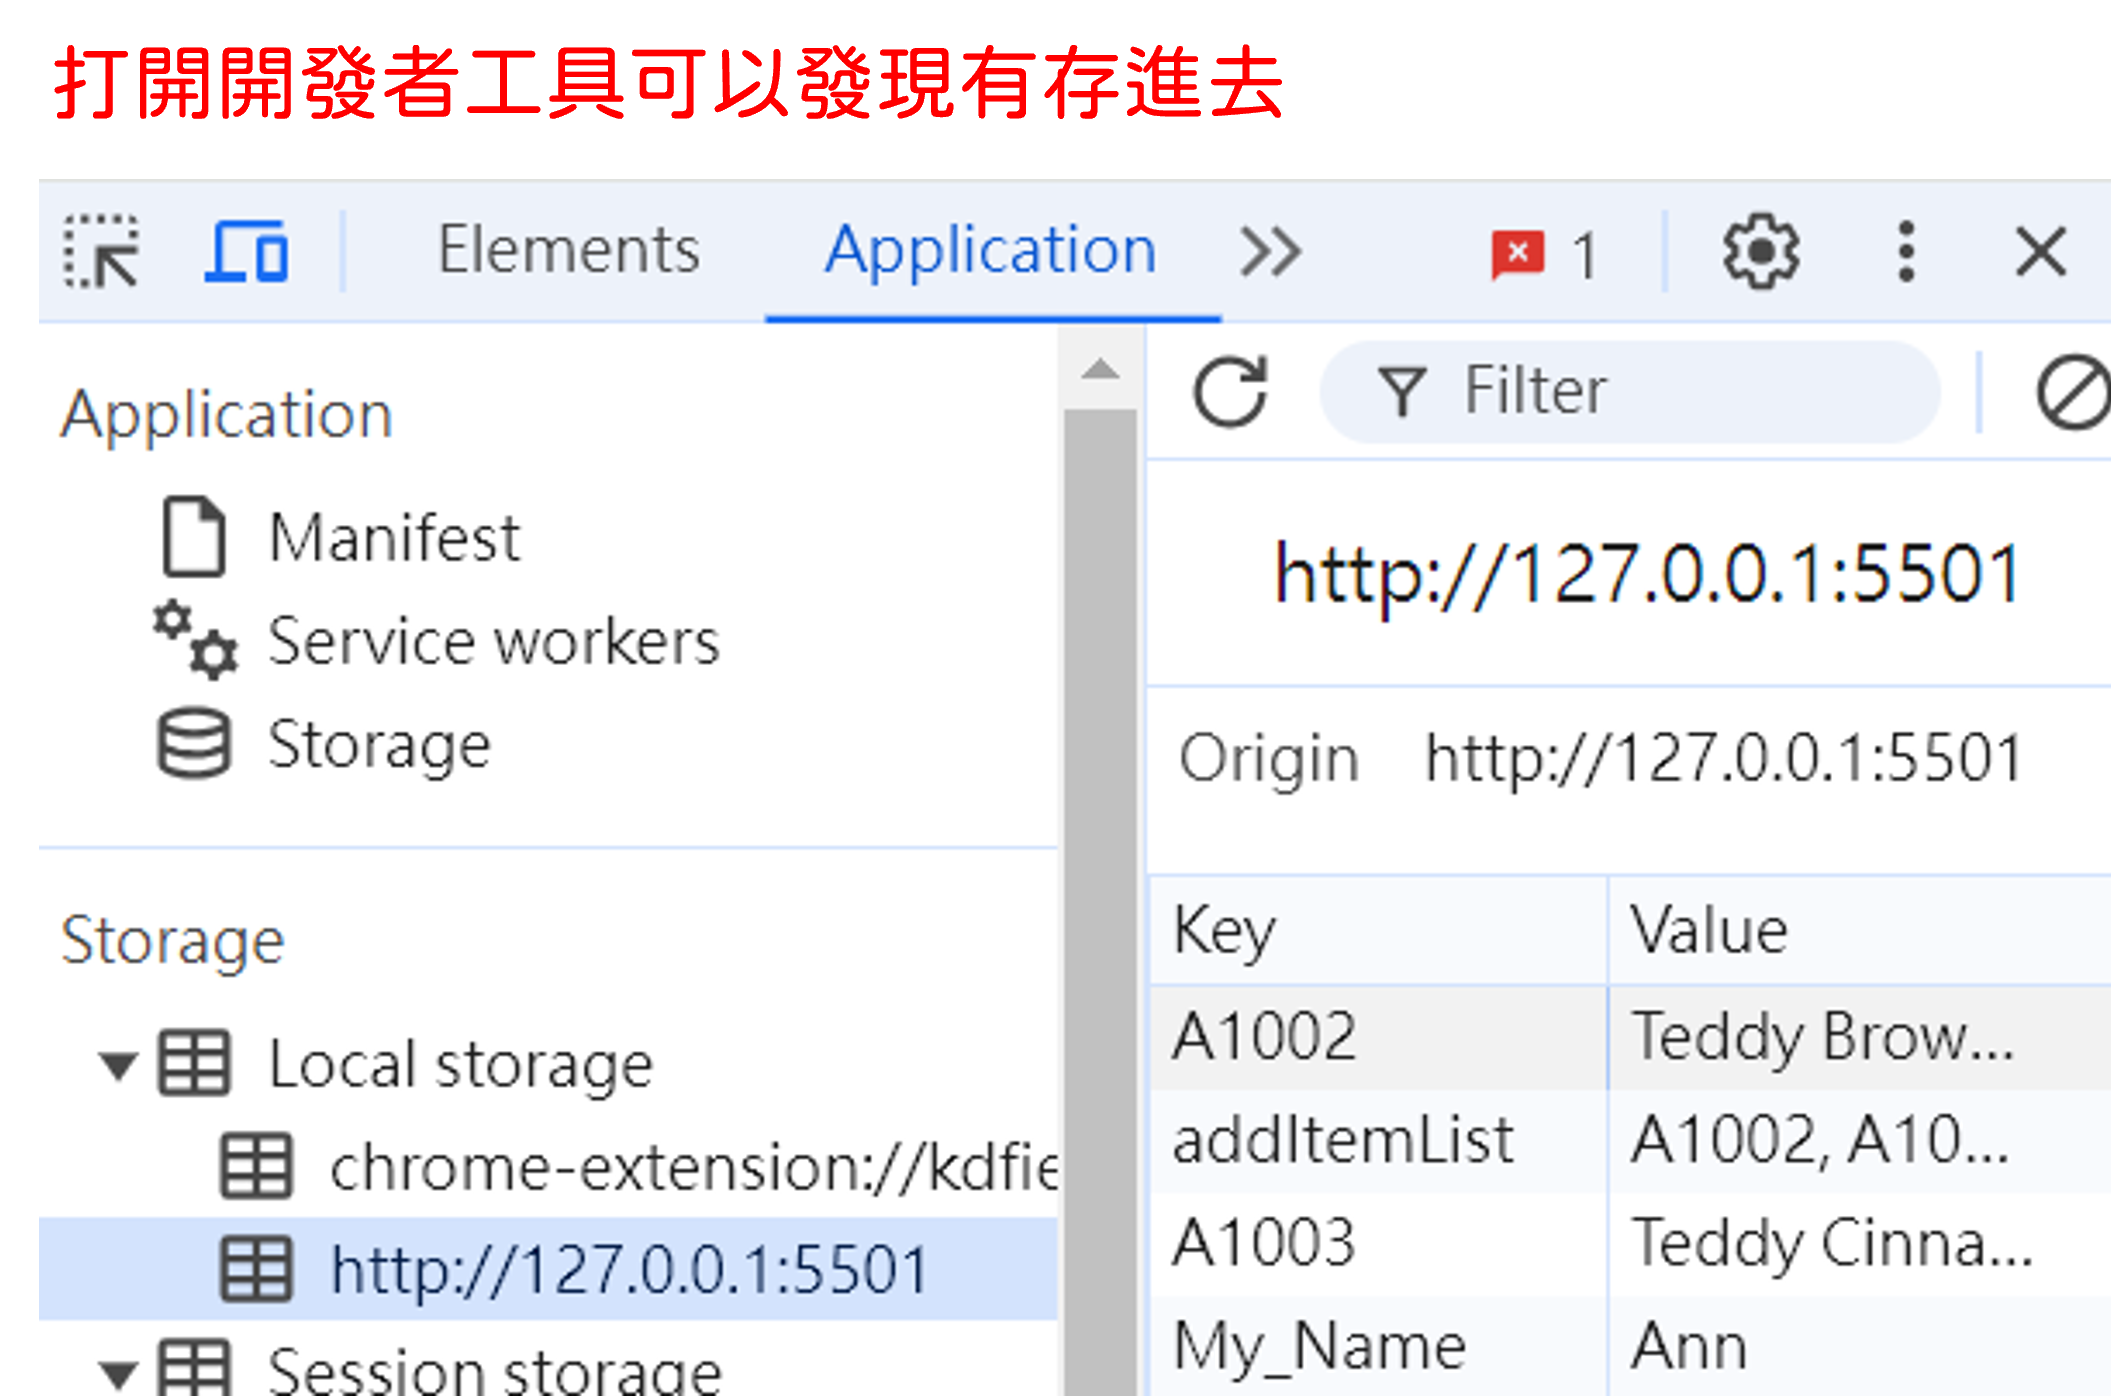 打開開發者工具可以發現有存進去
Elements Application 1
Application
Manifest
Service workers
Storage
Storage
Local storage
chrome-extension://kdfie
http://127.0.0.1:5501
Session storage
Filter
http://127.0.0.1:5501
Origin http://127.0.0.1:5501
Key Value
A1002 Teddy Brow...
addItemList A1002, A10...
A1003 Teddy Cinna...
My_Name Ann